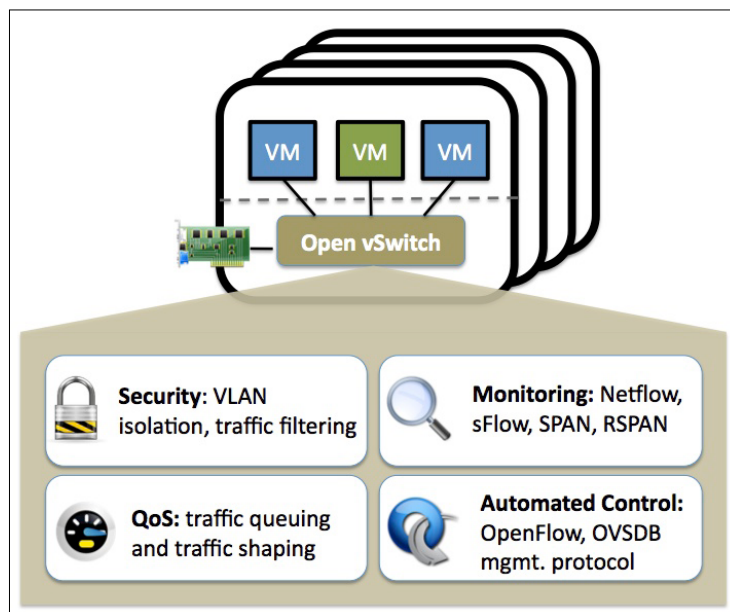 VM
VM
VM
Open vSwitch
Security: VLAN
isolation, traffic filtering
Monitoring: Netflow,
sFlow, SPAN, RSPAN
QoS: traffic queuing
and traffic shaping
Automated Control:
OpenFlow, OVSDB
mgmt. protocol